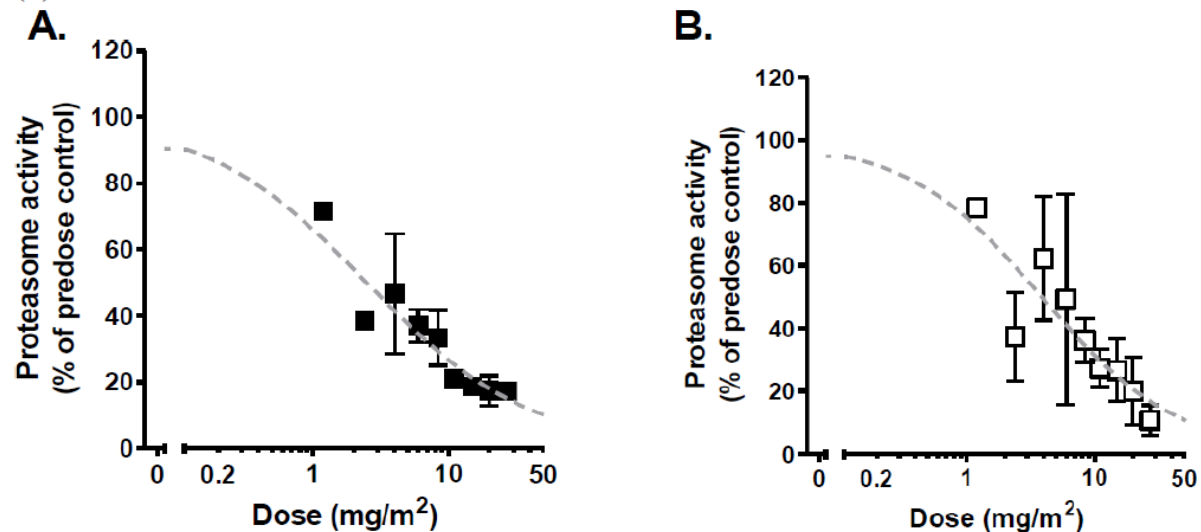 A.
120
100
80
60
40
20
0
Proteasome activity
(% of predose control)
0 0.2 1 10 50
Dose (mg/m²)
B.
120
100
80
60
40
20
0
Proteasome activity
(% of predose control)
0 0.2 1 10 50
Dose (mg/m²)